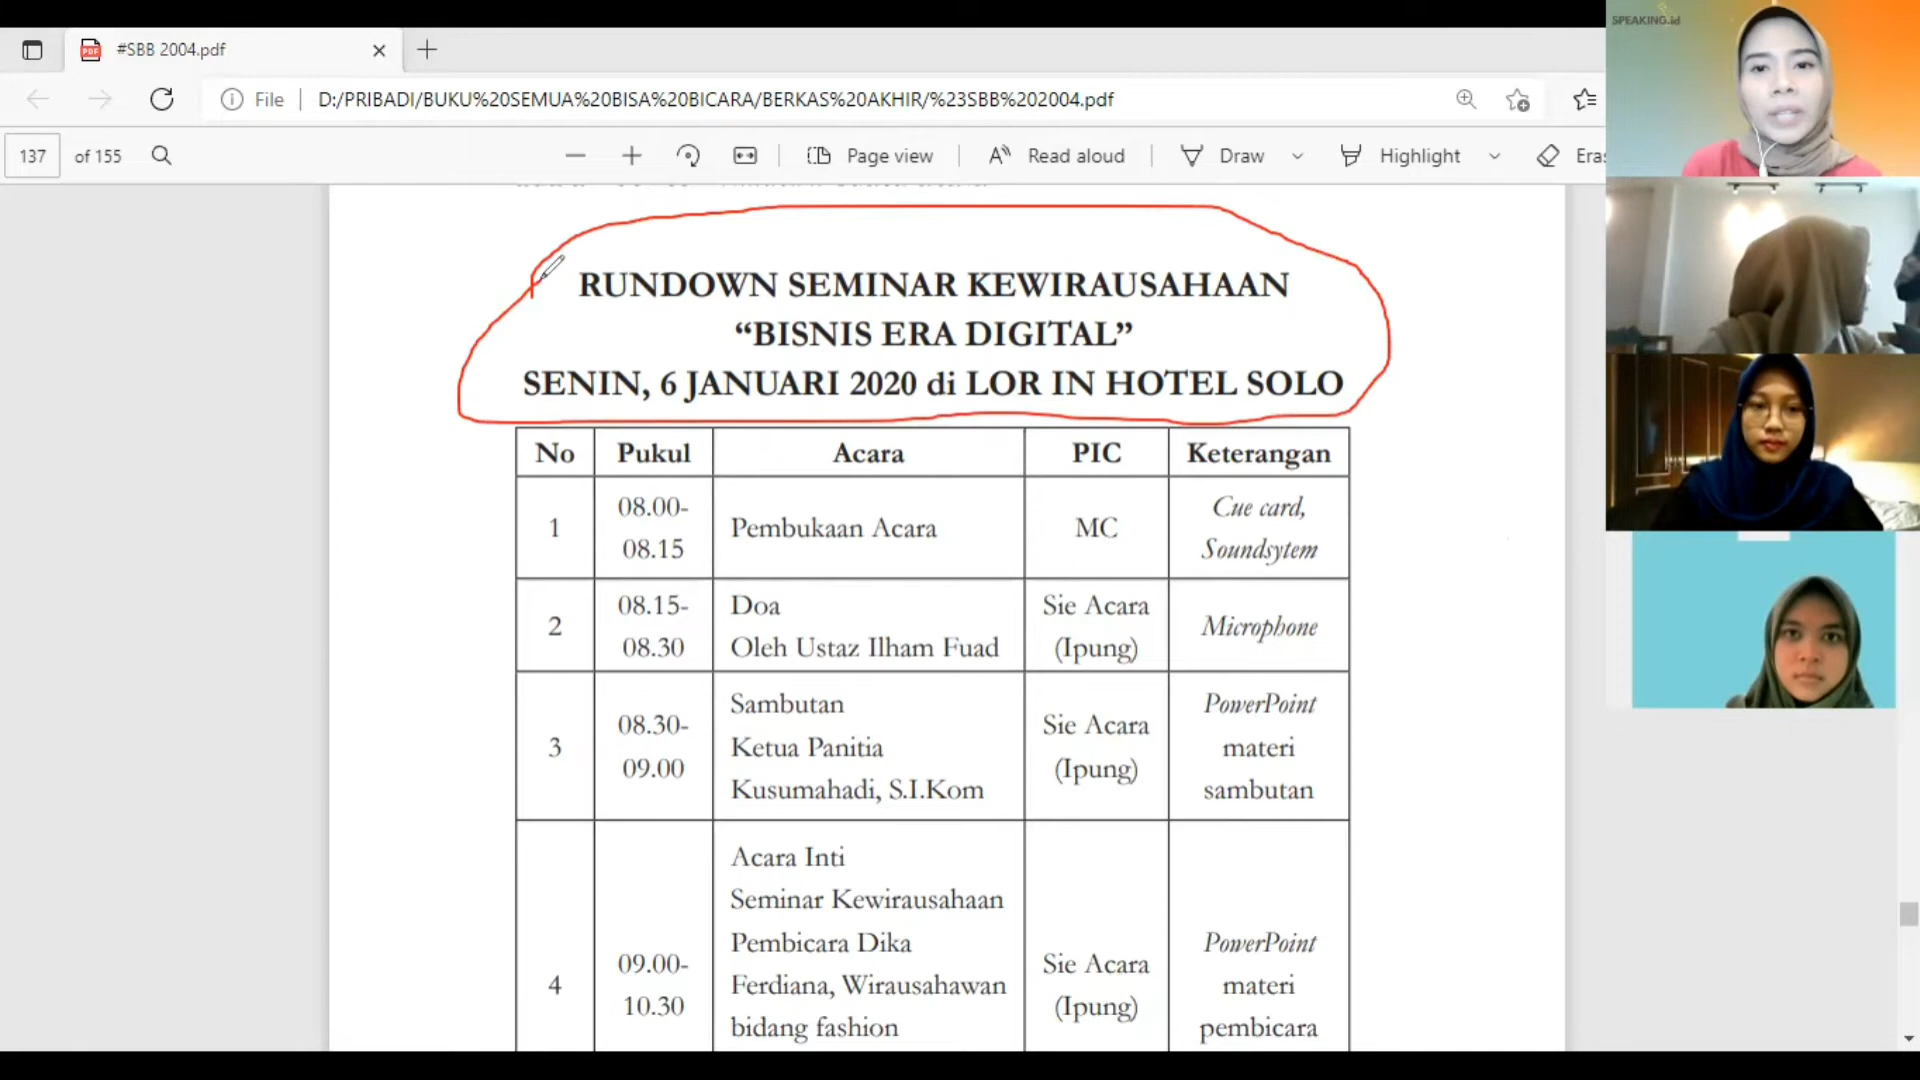 #SBB 2004.pdf
File
D:/PRIBADI/BUKU%20SEMUA%20BISA%20BICARA/BERKAS%20AKHIR/%23SBB%202004.pdf
137 of 155
Page view
Read aloud
Draw
Highlight
SPEAKING.id
RUNDOWN SEMINAR KEWIRAUSAHAAN
“BISNIS ERA DIGITAL”
SENIN, 6 JANUARI 2020 di LOR IN HOTEL SOLO
No Pukul Acara PIC Keterangan
1 08.00-08.15 Pembukaan Acara MC Cue card, Soundsytem
2 08.15-08.30 Doa Oleh Ustaz Ilham Fuad Sie Acara (Ipung) Microphone
3 08.30-09.00 Sambutan Ketua Panitia Kusumahadi, S.I.Kom Sie Acara (Ipung) PowerPoint materi sambutan
4 09.00-10.30 Acara Inti Seminar Kewirausahaan Pembicara Dika Ferdiana, Wirausahawan bidang fashion Sie Acara (Ipung) PowerPoint materi pembicara